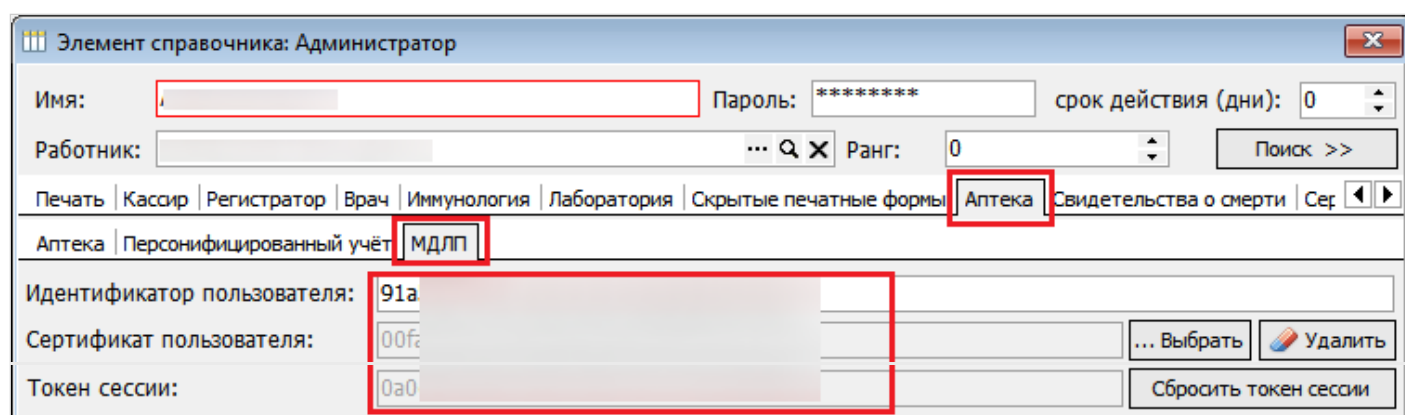 Элемент справочника: Администратор
Имя: Пароль: ******** срок действия (дни): 0
Работник: ... Ранг: 0 Поиск >>
Печать Кассир Регистратор Врач Иммунология Лаборатория Скрытые печатные формы Аптека Свидетельства о смерти Сер
Аптека Персонифицированный учёт МДЛП
Идентификатор пользователя: 91a
Сертификат пользователя: 00fa ... Выбрать Удалить
Токен сессии: 0a0 Сбросить токен сессии